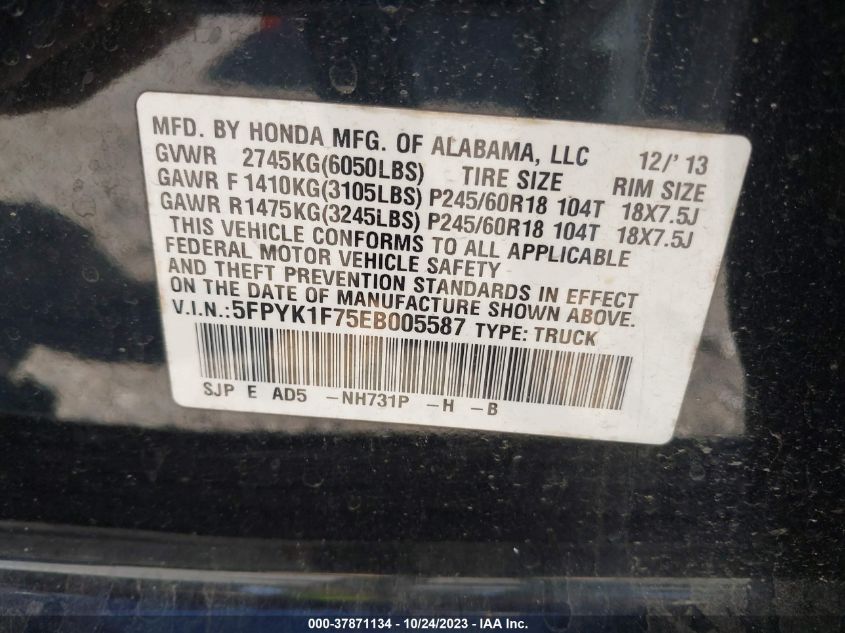 MFD. BY HONDA MFG. OF ALABAMA, LLC 12/' 13
GVWR 2745KG(6050LBS) TIRE SIZE RIM SIZE
GAWR F 1410KG(3105LBS) P245/60R18 104T 18X7.5J
GAWR R1475KG(3245LBS) P245/60R18 104T 18X7.5J
THIS VEHICLE CONFORMS TO ALL APPLICABLE
FEDERAL MOTOR VEHICLE SAFETY
AND THEFT PREVENTION STANDARDS IN EFFECT
ON THE DATE OF MANUFACTURE SHOWN ABOVE.
V.I.N.:5FPYK1F75EB005587 TYPE: TRUCK
SJP E AD5 -NH731P -H -B
000-37871134 - 10/24/2023 - IAA Inc.